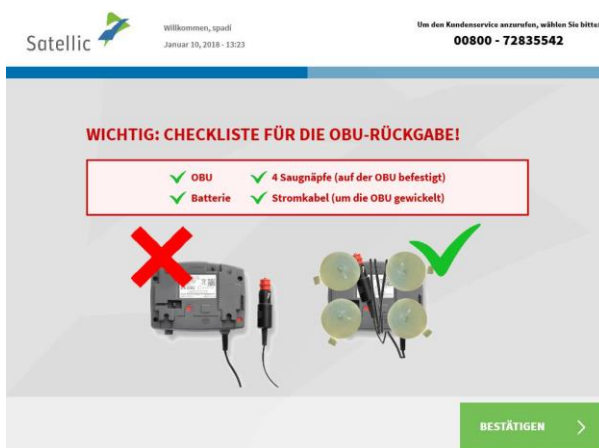 Satellic
Willkommen, spadí
Januar 10, 2018 - 13:23
Um den Kundenservice anzurufen, wählen Sie bitte:
00800 - 72835542
WICHTIG: CHECKLISTE FÜR DIE OBU-RÜCKGABE!
OBU
4 Saugnäpfe (auf der OBU befestigt)
Batterie
Stromkabel (um die OBU gewickelt)
BESTÄTIGEN